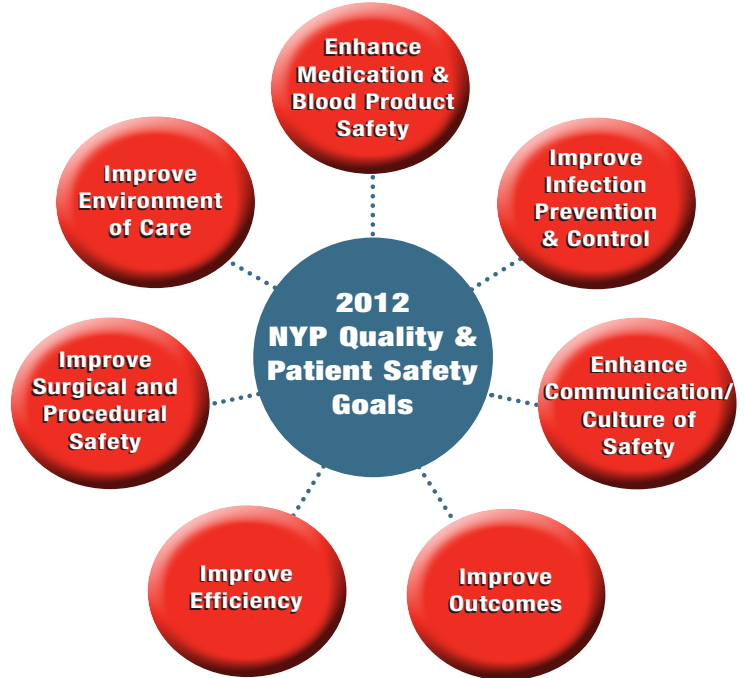 Enhance
Medication &
Blood Product
Safety
Improve
Environment
of Care
Improve
Infection
Prevention
& Control
2012
NYP Quality &
Patient Safety
Goals
Improve
Surgical and
Procedural
Safety
Enhance
Communication/
Culture of
Safety
Improve
Efficiency
Improve
Outcomes